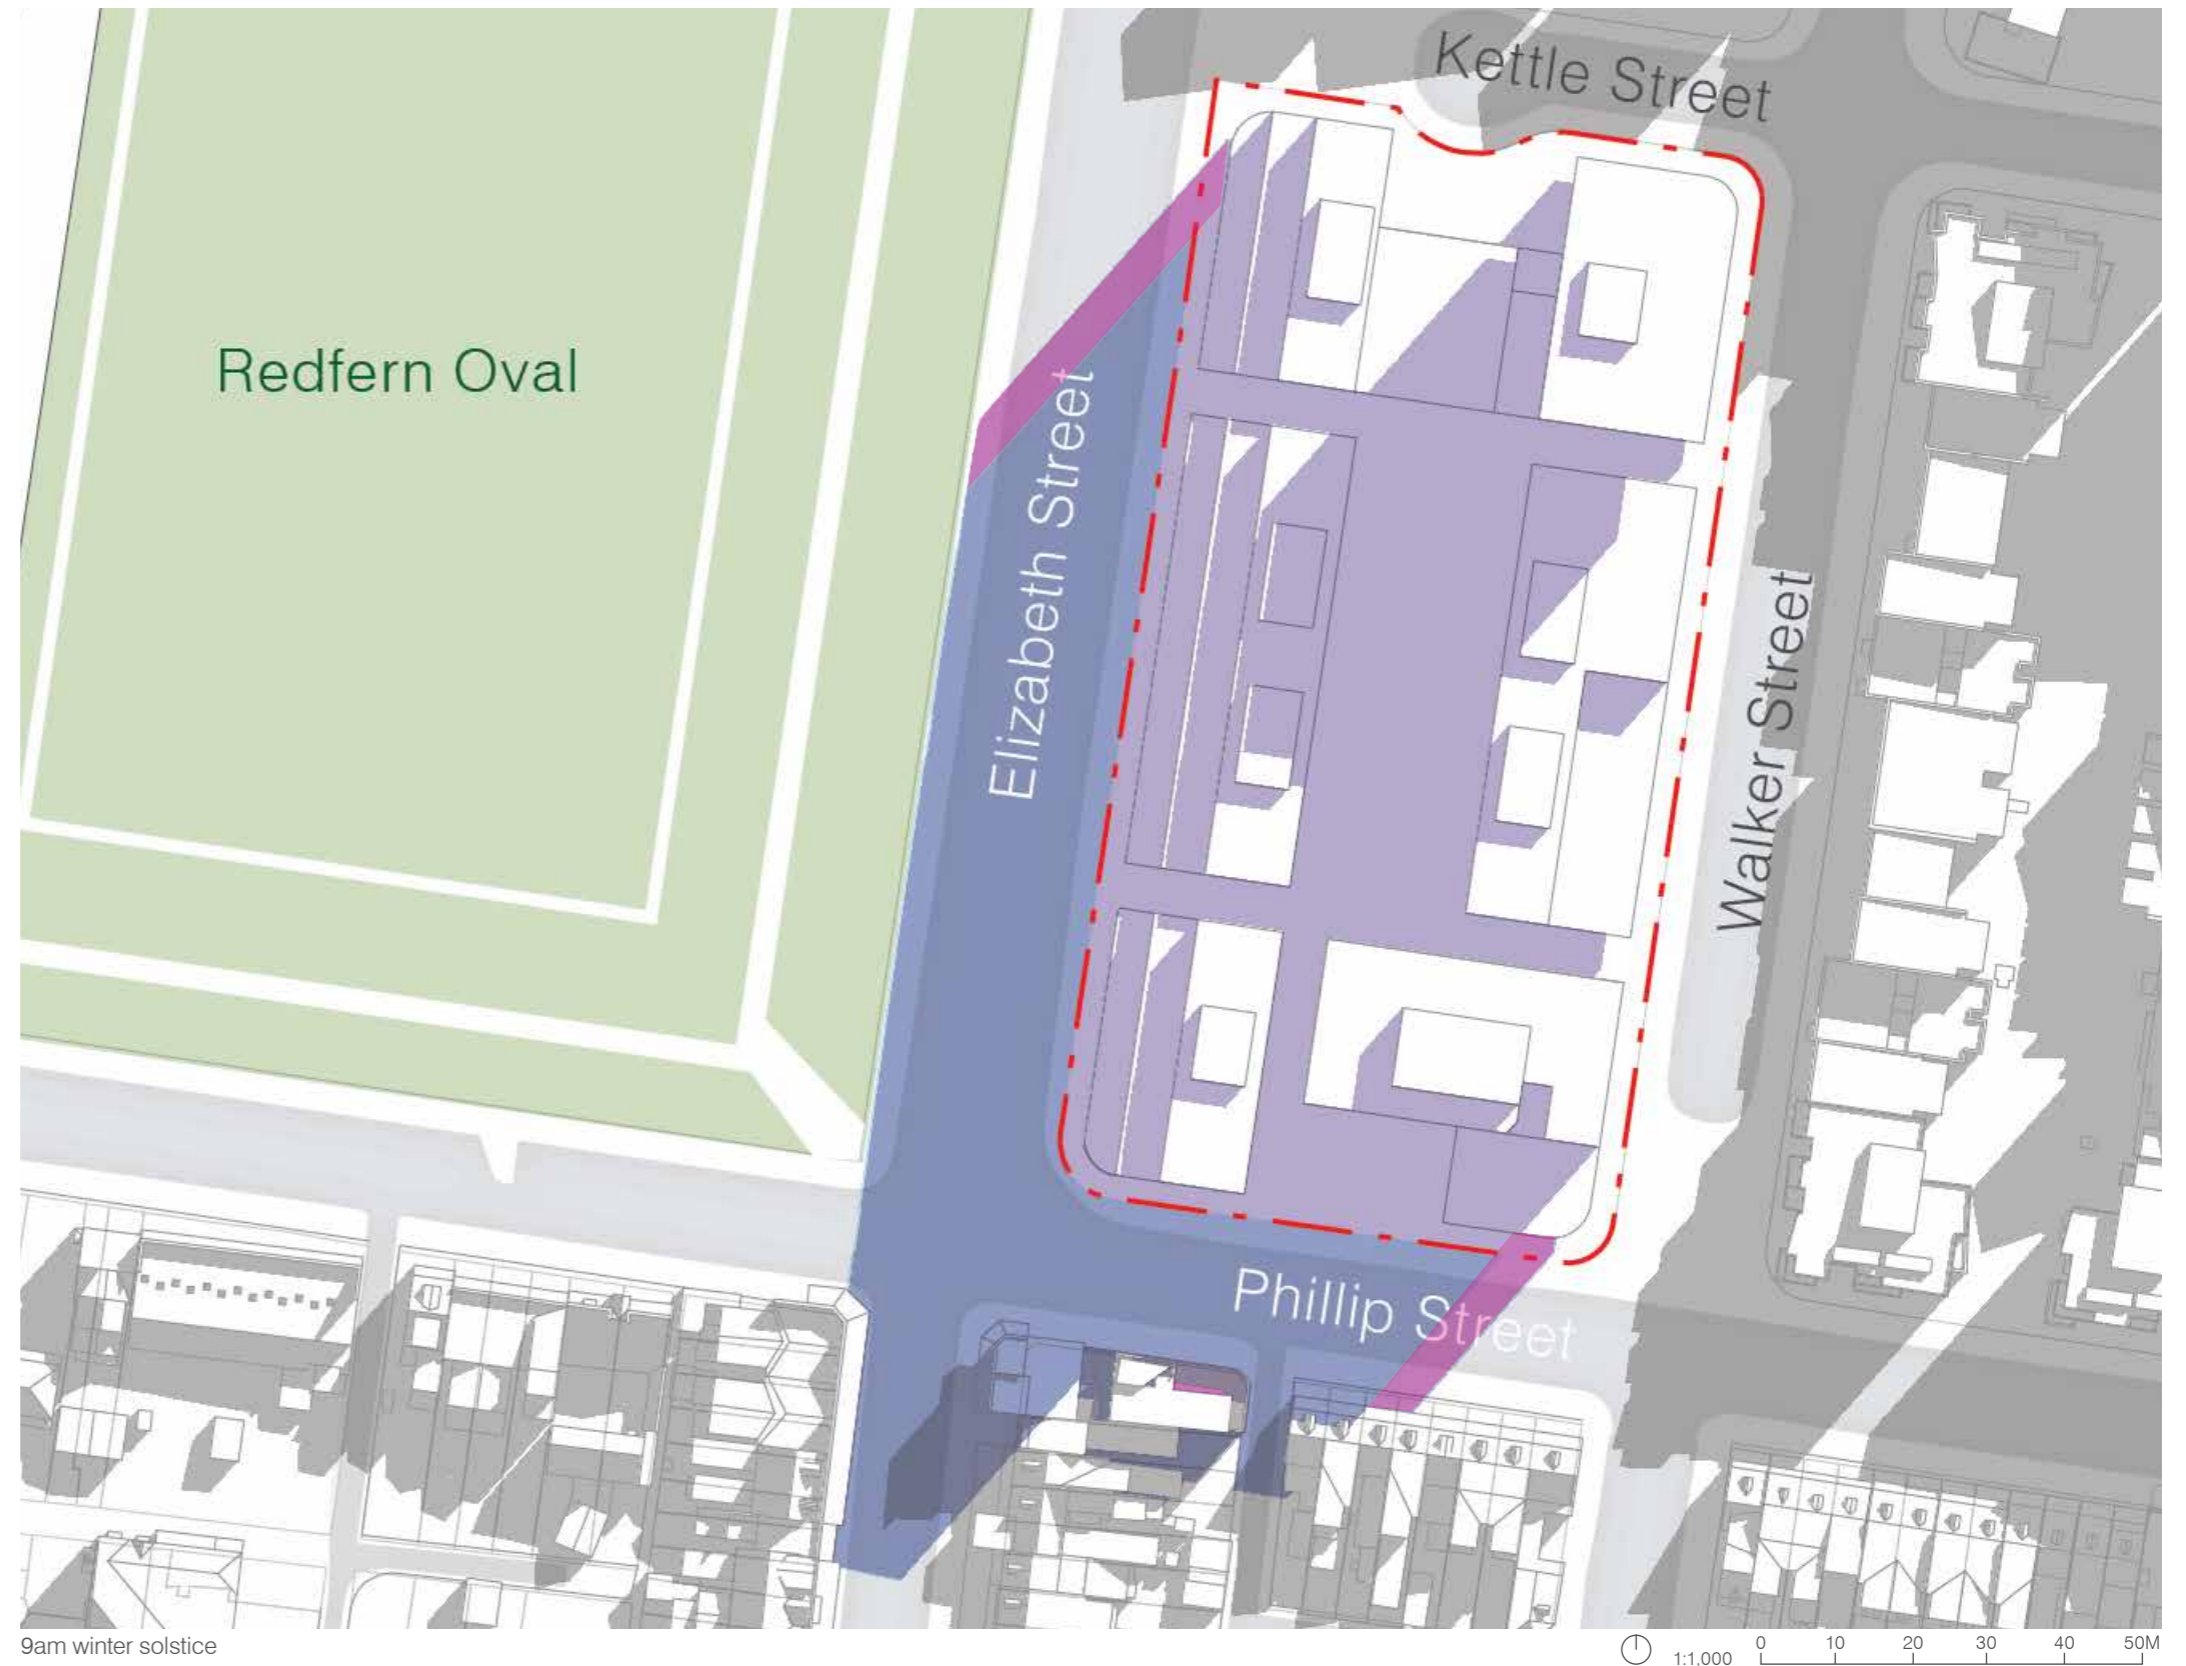 Kettle Street
Redfern Oval
Elizabeth Street
Walker Street
Phillip Street
9am winter solstice
1:1,000
0 10 20 30 40 50M